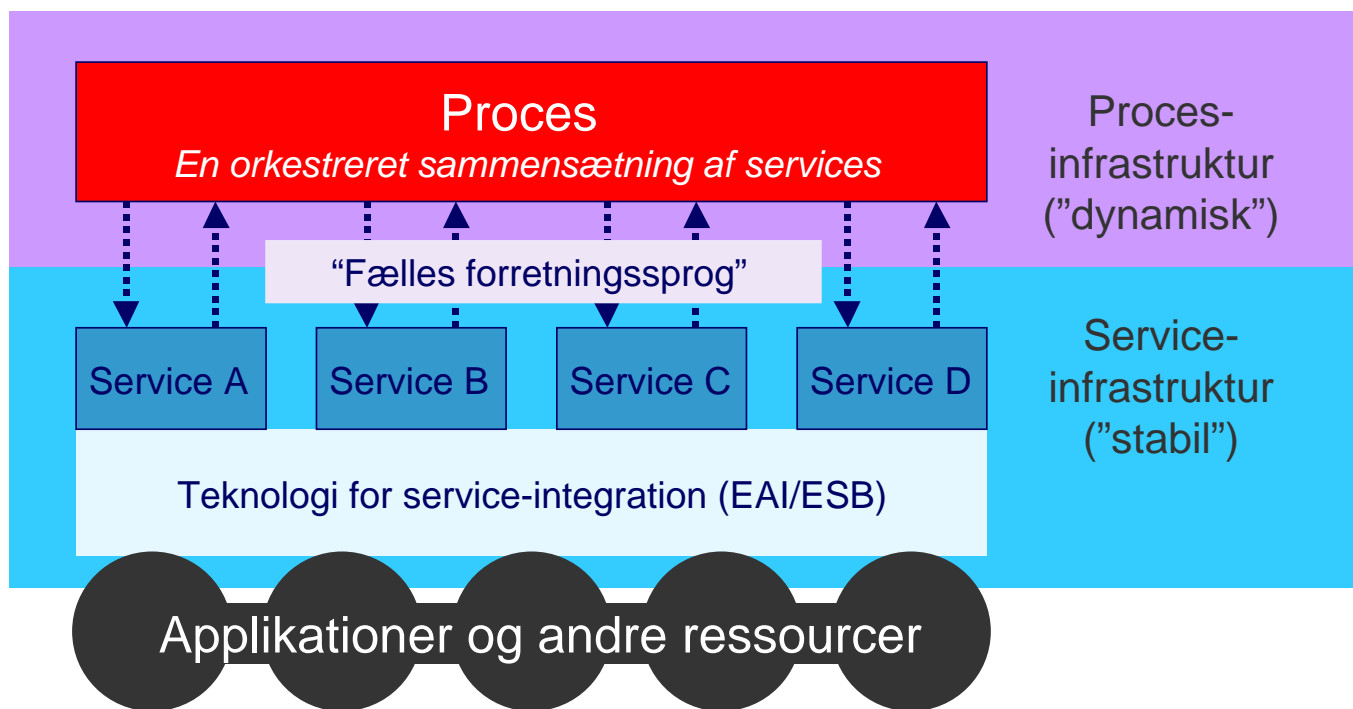 Proces
En orkestreret sammensætning af services
Proces-
infrastruktur
(”dynamisk”)
“Fælles forretningssprog”
Service A
Service B
Service C
Service D
Service-
infrastruktur
(”stabil”)
Teknologi for service-integration (EAI/ESB)
Applikationer og andre ressourcer